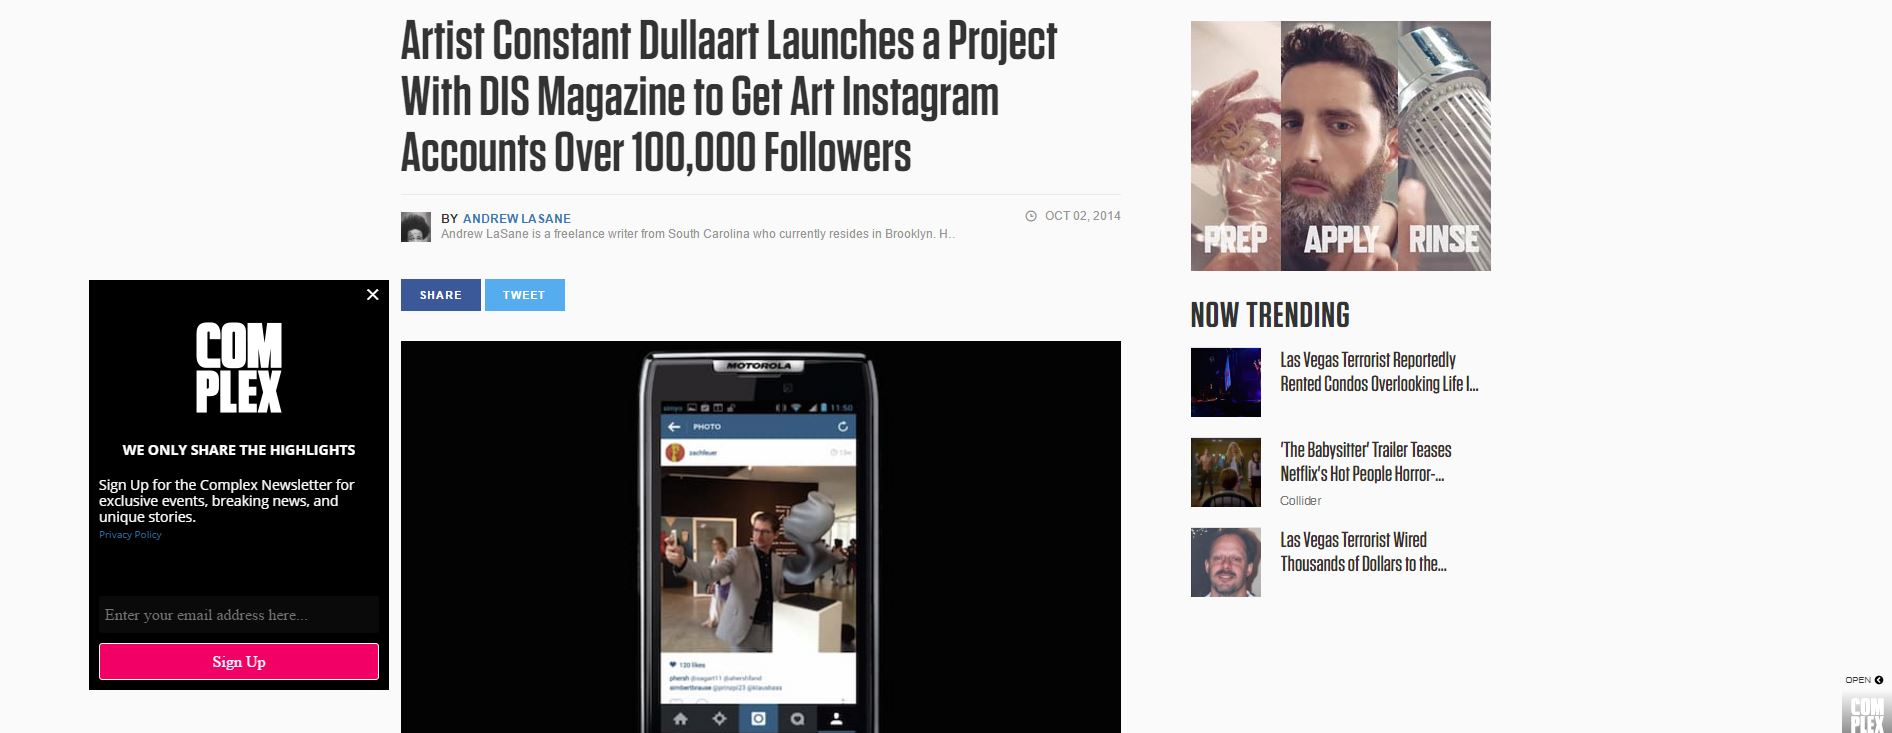 Artist Constant Dullaart Launches a Project
With DIS Magazine to Get Art Instagram
Accounts Over 100,000 Followers
BY ANDREW LASANE
Andrew LaSane is a freelance writer from South Carolina who currently resides in Brooklyn. H..
OCT 02, 2014
SHARE
TWEET
COM
PLEX
WE ONLY SHARE THE HIGHLIGHTS
Sign Up for the Complex Newsletter for
exclusive events, breaking news, and
unique stories.
Privacy Policy
Enter your email address here...
Sign Up
MOTOROLA
simyo
11:50
PHOTO
zachfeuer
13w
120 likes
PREP
APPLY
RINSE
NOW TRENDING
Las Vegas Terrorist Reportedly
Rented Condos Overlooking Life I...
'The Babysitter' Trailer Teases
Netflix's Hot People Horror-...
Collider
Las Vegas Terrorist Wired
Thousands of Dollars to the...
OPEN
COM
PLEX